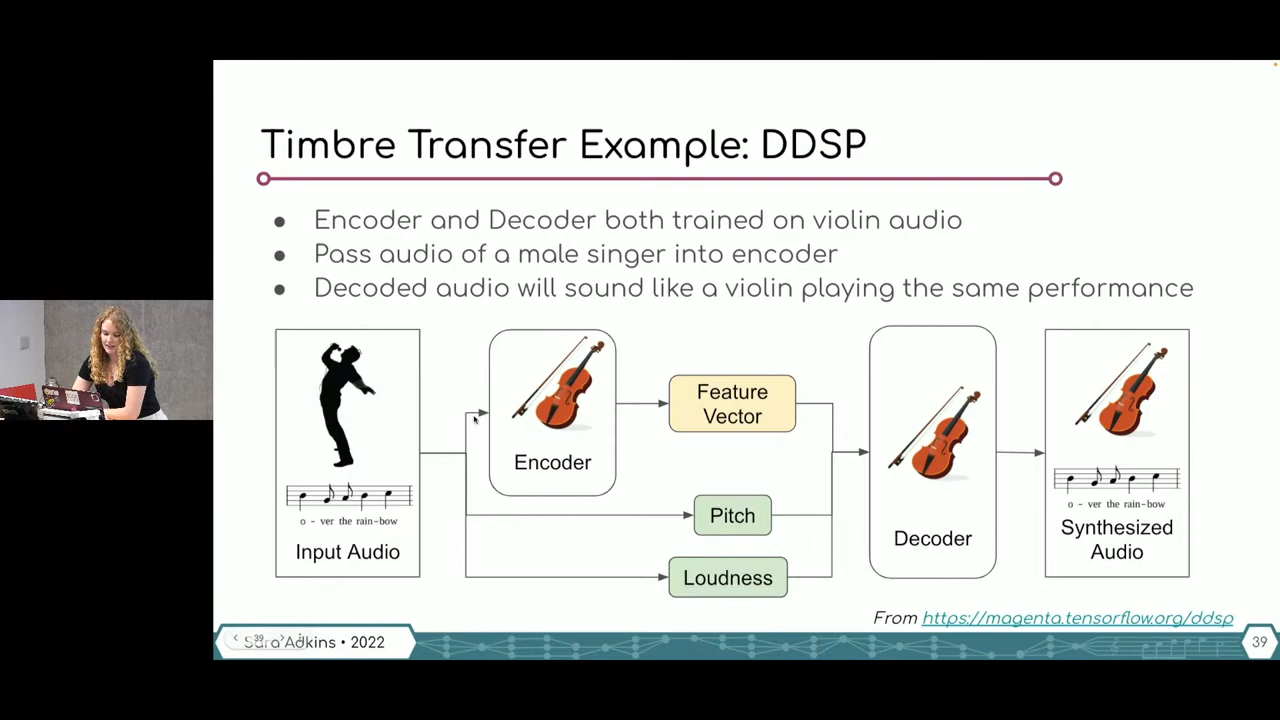 Timbre Transfer Example: DDSP
● Encoder and Decoder both trained on violin audio
● Pass audio of a male singer into encoder
● Decoded audio will sound like a violin playing the same performance
o - ver the rain-bow
Input Audio
Encoder
Feature
Vector
Pitch
Loudness
Decoder
o - ver the rain-bow
Synthesized
Audio
From https://magenta.tensorflow.org/ddsp
Sara Adkins • 2022
39
39